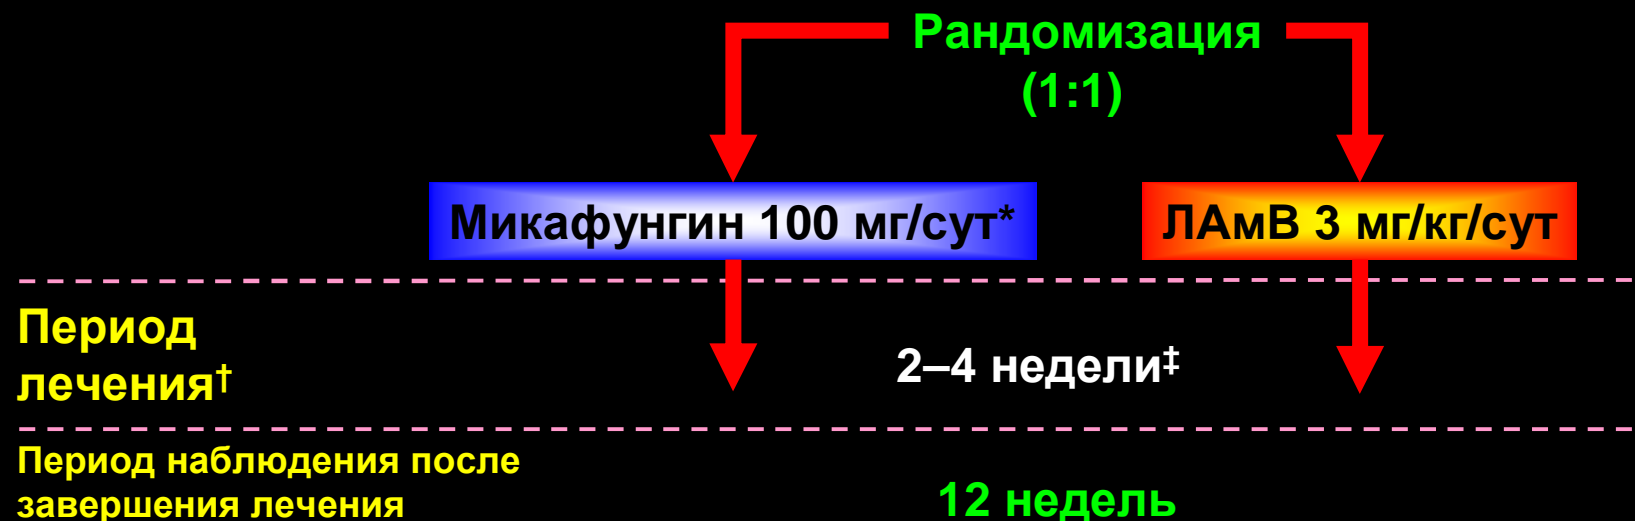 Рандомизация
(1:1)
Микафунгин 100 мг/сут*
ЛАмВ 3 мг/кг/сут
Период
лечения†
2–4 недели‡
Период наблюдения после
завершения лечения
12 недель